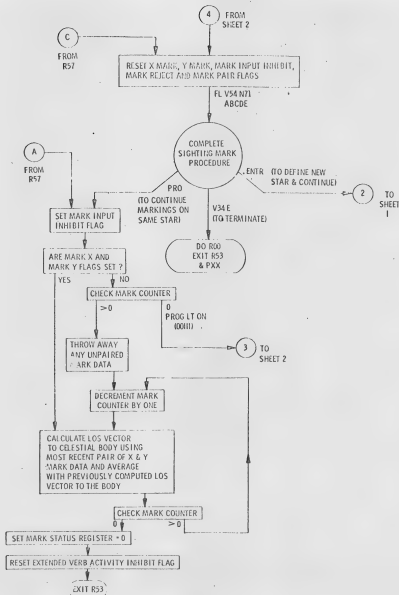 4
FROM
SHEET 2
C
FROM
R57
RESET X MARK, Y MARK, MARK INPUT INHIBIT,
MARK REJECT AND MARK PAIR FLAGS
FL V54 N71
ABCDE
COMPLETE
SIGHTING MARK
PROCEDURE
A
FROM
R57
ENTR (TO DEFINE NEW
STAR & CONTINUE)
2
TO
SHEET
1
PRO
(TO CONTINUE
MARKINGS ON
SAME STAR)
V34 E
(TO TERMINATE)
SET MARK INPUT
INHIBIT FLAG
DO R00
EXIT R53
& PXX
ARE MARK X AND
MARK Y FLAGS SET ?
YES
NO
CHECK MARK COUNTER
> 0
0
PROG LT ON
(00111)
3
TO
SHEET 2
THROW AWAY
ANY UNPAIRED
MARK DATA
DECREMENT MARK
COUNTER BY ONE
CALCULATE LOS VECTOR
TO CELESTIAL BODY USING
MOST RECENT PAIR OF X & Y
MARK DATA AND AVERAGE
WITH PREVIOUSLY COMPUTED LOS
VECTOR TO THE BODY
CHECK MARK COUNTER
0
> 0
SET MARK STATUS REGISTER = 0
RESET EXTENDED VERB ACTIVITY INHIBIT FLAG
EXIT R53